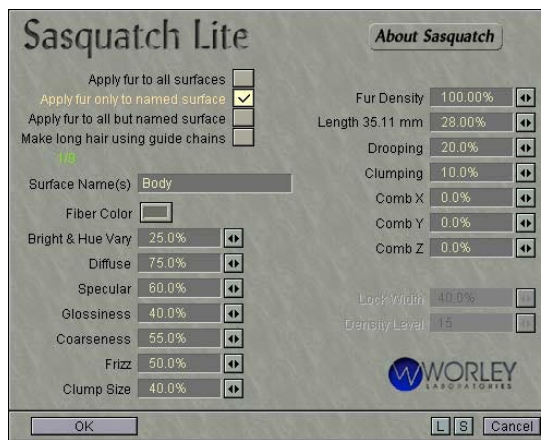 Sasquatch Lite
About Sasquatch
Apply fur to all surfaces
Apply fur only to named surface
Apply fur to all but named surface
Make long hair using guide chains
1/8
Surface Name(s) Body
Fiber Color
Bright & Hue Vary 25.0%
Diffuse 75.0%
Specular 60.0%
Glossiness 40.0%
Coarseness 55.0%
Frizz 50.0%
Clump Size 40.0%
Fur Density 100.00%
Length 35.11 mm 28.00%
Drooping 20.0%
Clumping 10.0%
Comb X 0.0%
Comb Y 0.0%
Comb Z 0.0%
Lock Width 40.0%
Density Level 15
WORLEY
LABORATORIES
OK
L S Cancel